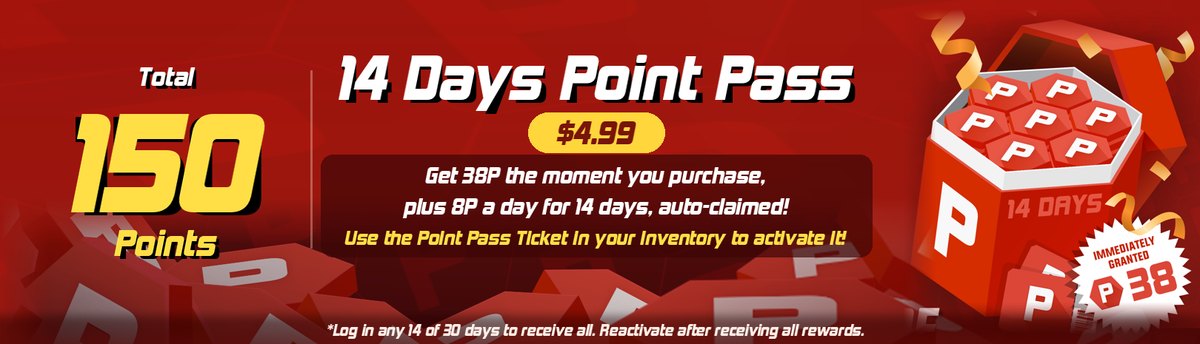 Total
150
Points
14 Days Point Pass
$4.99
Get 38P the moment you purchase,
plus 8P a day for 14 days, auto-claimed!
Use the Point Pass Ticket in your inventory to activate it!
*Log in any 14 of 30 days to receive all. Reactivate after receiving all rewards.
P
P
P
P
P
P
P
P
14 DAYS
IMMEDIATELY
GRANTED
P 38